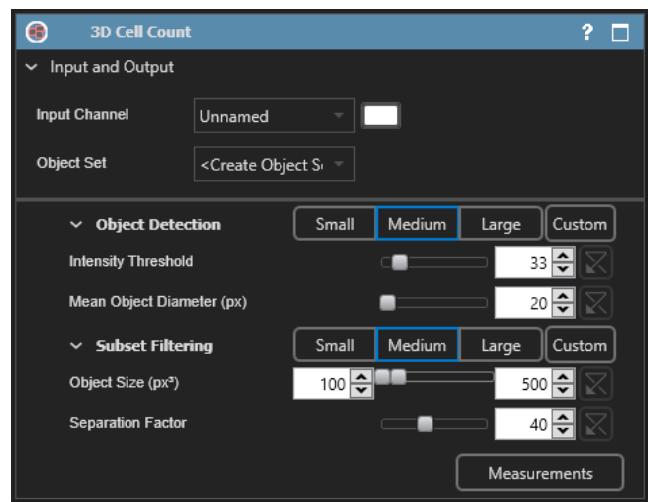 3D Cell Count ?
Input and Output
Input Channel Unnamed
Object Set <Create Object S
Object Detection Small Medium Large Custom
Intensity Threshold 33
Mean Object Diameter (px) 20
Subset Filtering Small Medium Large Custom
Object Size (px³) 100 500
Separation Factor 40
Measurements